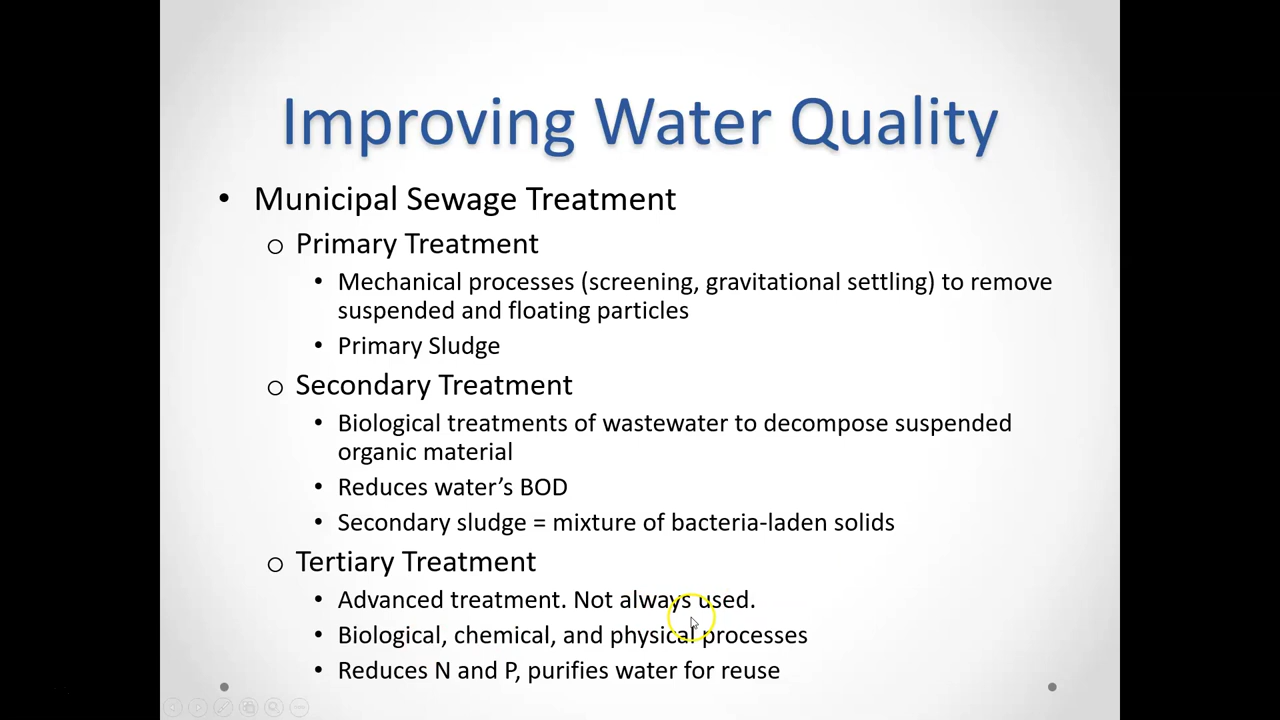 Improving Water Quality
• Municipal Sewage Treatment
o Primary Treatment
• Mechanical processes (screening, gravitational settling) to remove
suspended and floating particles
• Primary Sludge
o Secondary Treatment
• Biological treatments of wastewater to decompose suspended
organic material
• Reduces water’s BOD
• Secondary sludge = mixture of bacteria-laden solids
o Tertiary Treatment
• Advanced treatment. Not always used.
• Biological, chemical, and physical processes
• Reduces N and P, purifies water for reuse